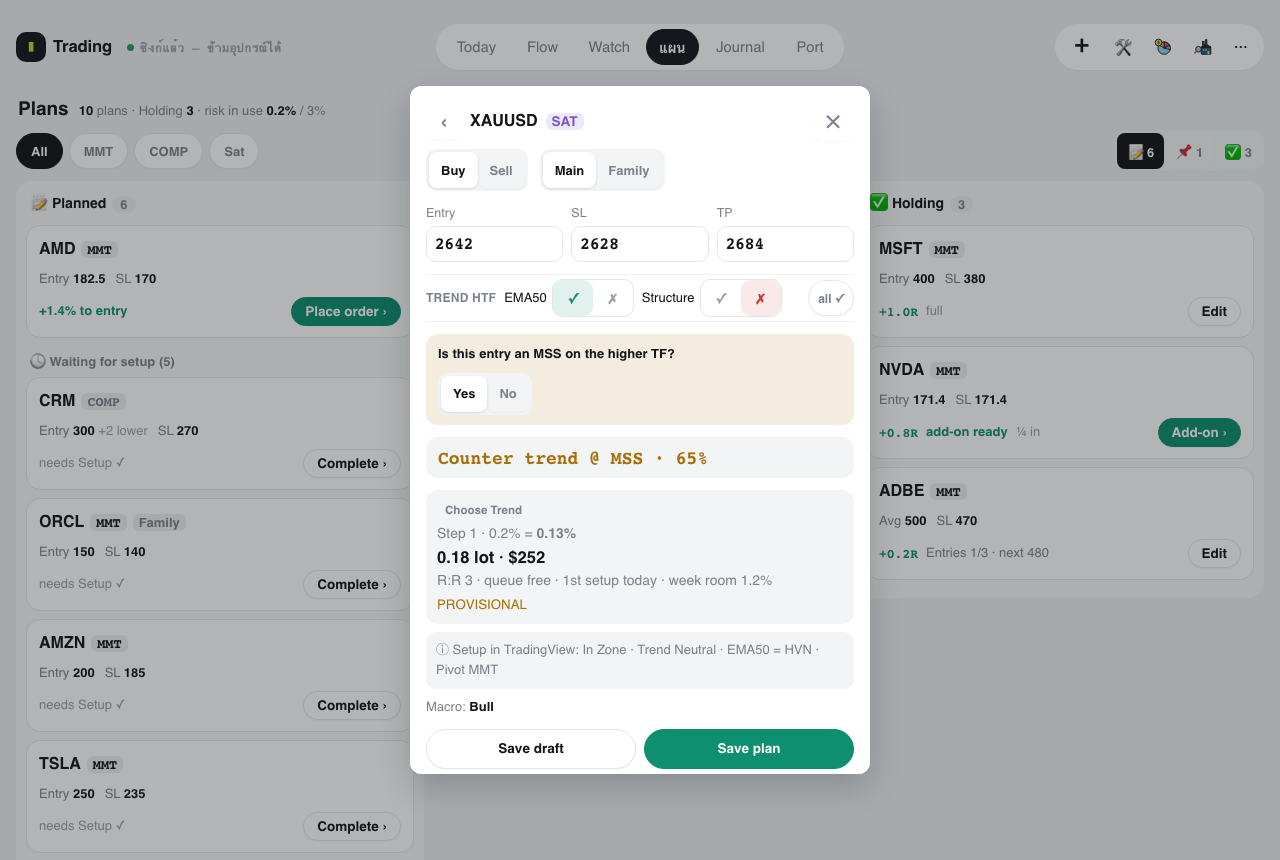 Trading
ซิงก์แล้ว — ข้ามอุปกรณ์ได้
Today Flow Watch แผน Journal Port
Plans 10 plans · Holding 3 · risk in use 0.2% / 3%
All MMT COMP Sat
6 1 3
Planned 6
AMD MMT
Entry 182.5 SL 170
+1.4% to entry
Place order ›
Waiting for setup (5)
CRM COMP
Entry 300 +2 lower SL 270
needs Setup ✓
Complete ›
ORCL MMT Family
Entry 150 SL 140
needs Setup ✓
Complete ›
AMZN MMT
Entry 200 SL 185
needs Setup ✓
Complete ›
TSLA MMT
Entry 250 SL 235
needs Setup ✓
Complete ›
XAUUSD SAT
Buy Sell Main Family
Entry SL TP
2642 2628 2684
TREND HTF EMA50 ✓ ✗ Structure ✓ ✗ all ✓
Is this entry an MSS on the higher TF?
Yes No
Counter trend @ MSS · 65%
Choose Trend
Step 1 · 0.2% = 0.13%
0.18 lot · $252
R:R 3 · queue free · 1st setup today · week room 1.2%
PROVISIONAL
ⓘ Setup in TradingView: In Zone · Trend Neutral · EMA50 = HVN ·
Pivot MMT
Macro: Bull
Save draft Save plan
Holding 3
MSFT MMT
Entry 400 SL 380
+1.0R full
Edit
NVDA MMT
Entry 171.4 SL 171.4
+0.8R add-on ready ¼ in
Add-on ›
ADBE MMT
Avg 500 SL 470
+0.2R Entries 1/3 · next 480
Edit